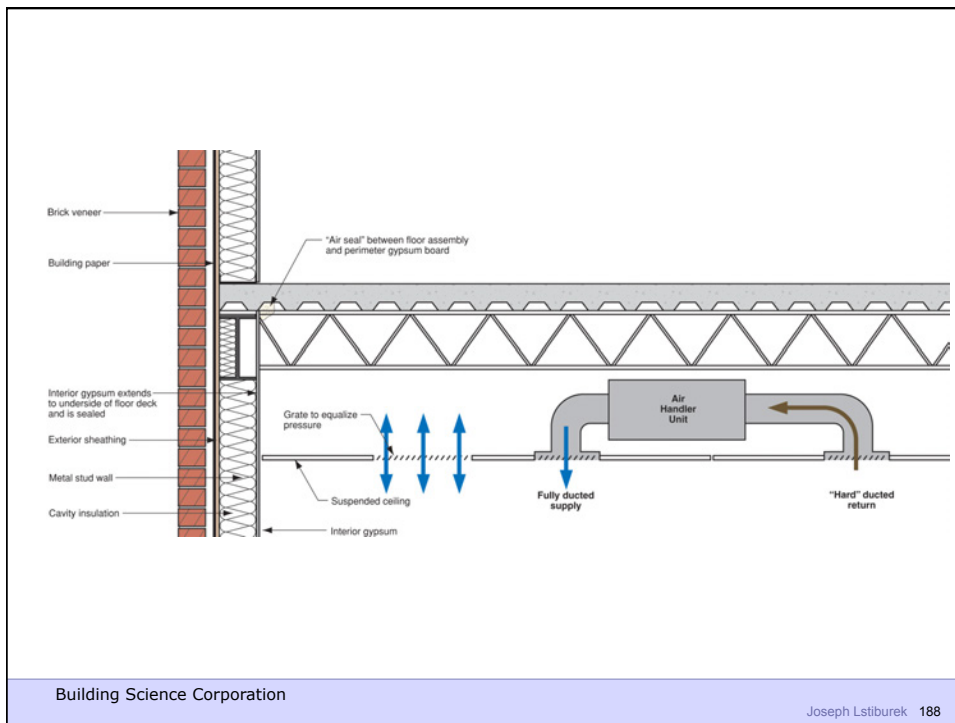 Brick veneer
"Air seal" between floor assembly
and perimeter gypsum board
Building paper
Interior gypsum extends
to underside of floor deck
and is sealed
Grate to equalize
pressure
Air
Handler
Unit
Exterior sheathing
Metal stud wall
Suspended ceiling
Fully ducted
supply
"Hard" ducted
return
Cavity insulation
Interior gypsum
Building Science Corporation
Joseph Lstiburek 188